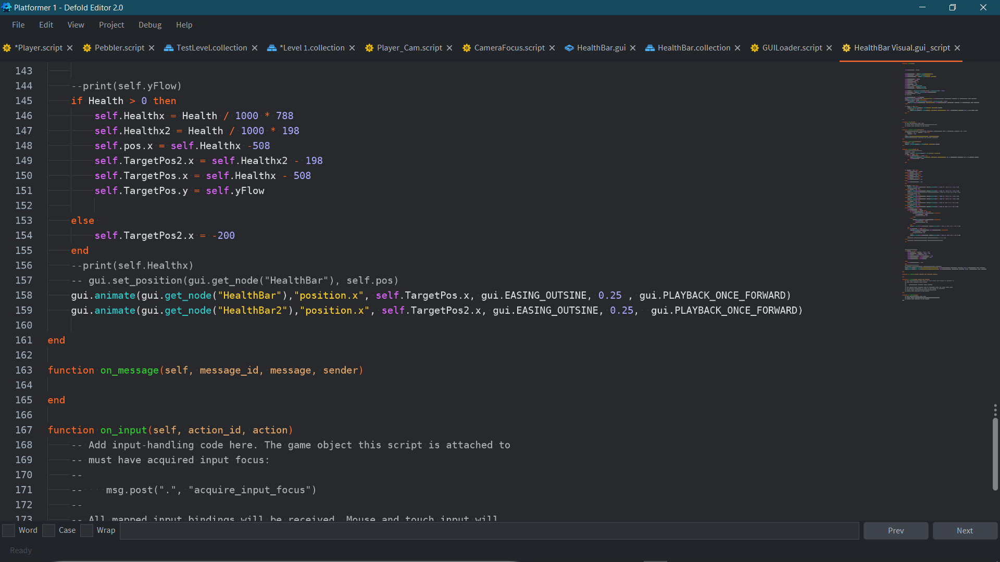 Platformer 1 - Defold Editor 2.0
File Edit View Project Debug Help
*Player.script Pebbler.script TestLevel.collection *Level 1.collection Player_Cam.script CameraFocus.script HealthBar.gui HealthBar.collection GUILoader.script HealthBar Visual.gui_script
143
144 --print(self.yFlow)
145 if Health > 0 then
146 self.Healthx = Health / 1000 * 788
147 self.Healthx2 = Health / 1000 * 198
148 self.pos.x = self.Healthx -508
149 self.TargetPos2.x = self.Healthx2 - 198
150 self.TargetPos.x = self.Healthx - 508
151 self.TargetPos.y = self.yFlow
152
153 else
154 self.TargetPos2.x = -200
155 end
156 --print(self.Healthx)
157 -- gui.set_position(gui.get_node("HealthBar"), self.pos)
158 gui.animate(gui.get_node("HealthBar"),"position.x", self.TargetPos.x, gui.EASING_OUTSINE, 0.25 , gui.PLAYBACK_ONCE_FORWARD)
159 gui.animate(gui.get_node("HealthBar2"),"position.x", self.TargetPos2.x, gui.EASING_OUTSINE, 0.25,  gui.PLAYBACK_ONCE_FORWARD)
160
161 end
162
163 function on_message(self, message_id, message, sender)
164
165 end
166
167 function on_input(self, action_id, action)
168 -- Add input-handling code here. The game object this script is attached to
169 -- must have acquired input focus:
170 --
171 --    msg.post(".", "acquire_input_focus")
172 --
173 -- All mapped input bindings will be received. Mouse and touch input will
Word Case Wrap Prev Next
Ready